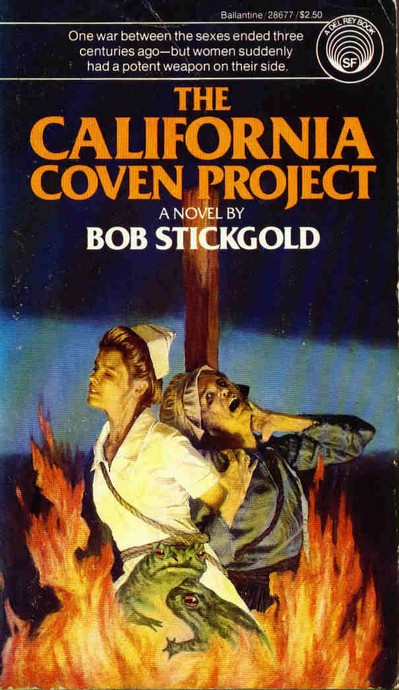 Ballantine/28677/$2.50
One war between the sexes ended three
centuries ago—but women suddenly
had a potent weapon on their side.
A DEL REY BOOK
SF
THE
CALIFORNIA
COVEN PROJECT
A NOVEL BY
BOB STICKGOLD